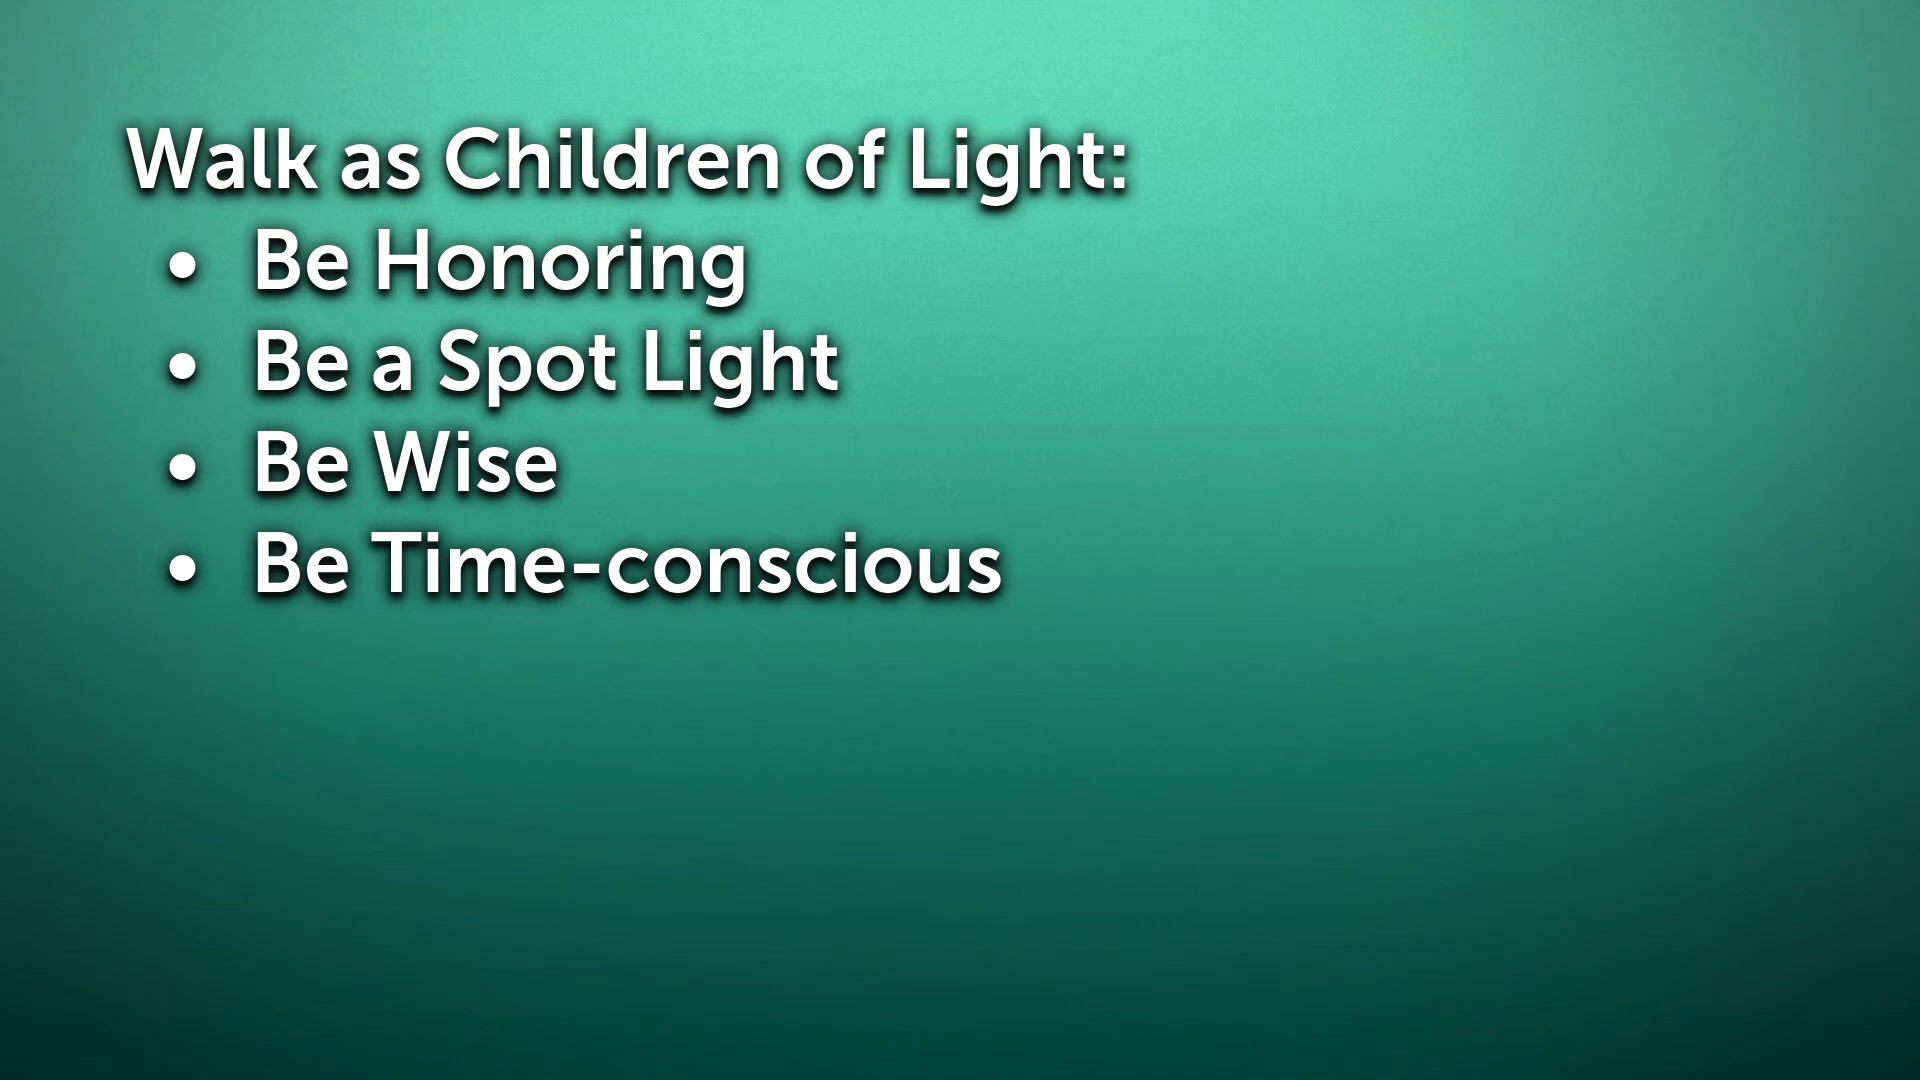 Walk as Children of Light:
• Be Honoring
• Be a Spot Light
• Be Wise
• Be Time-conscious